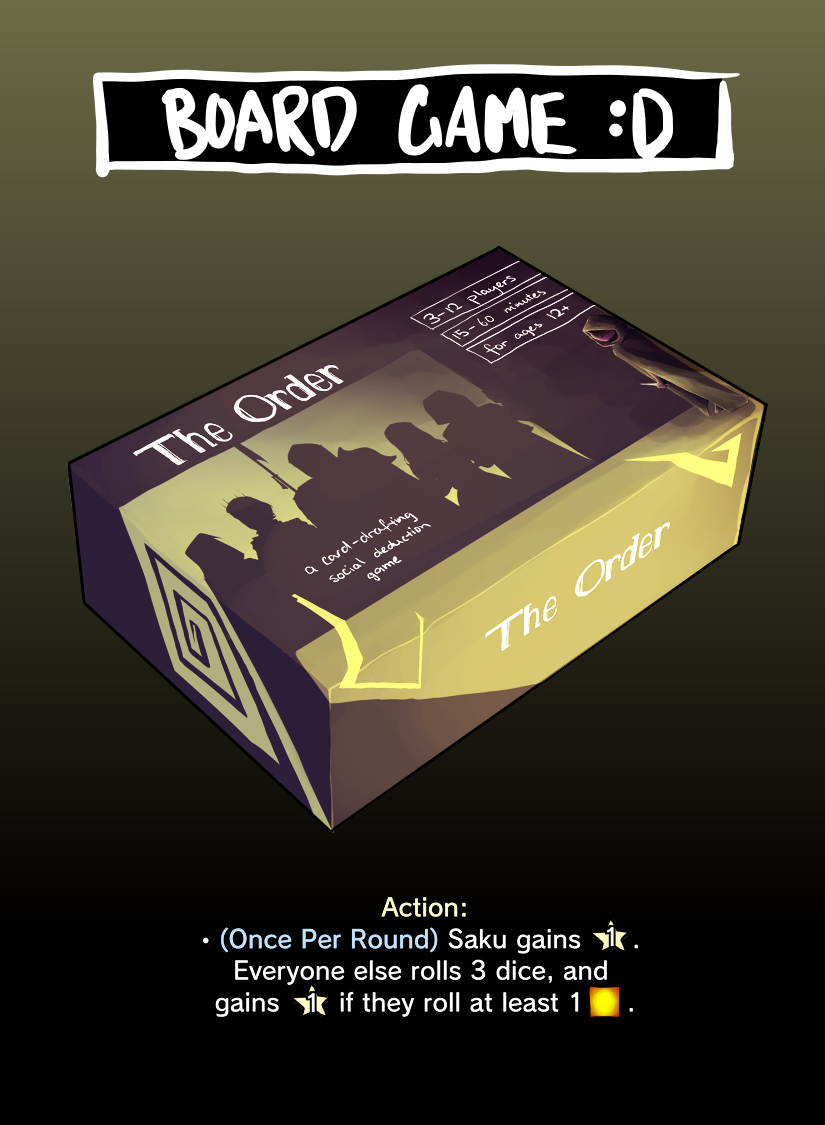 BOARD GAME :D
3-12 players
15-60 minutes
for ages 12+
The Order
a card-drafting
social deduction
game
The Order
Action:
• (Once Per Round) Saku gains 1.
Everyone else rolls 3 dice, and
gains 1 if they roll at least 1 .